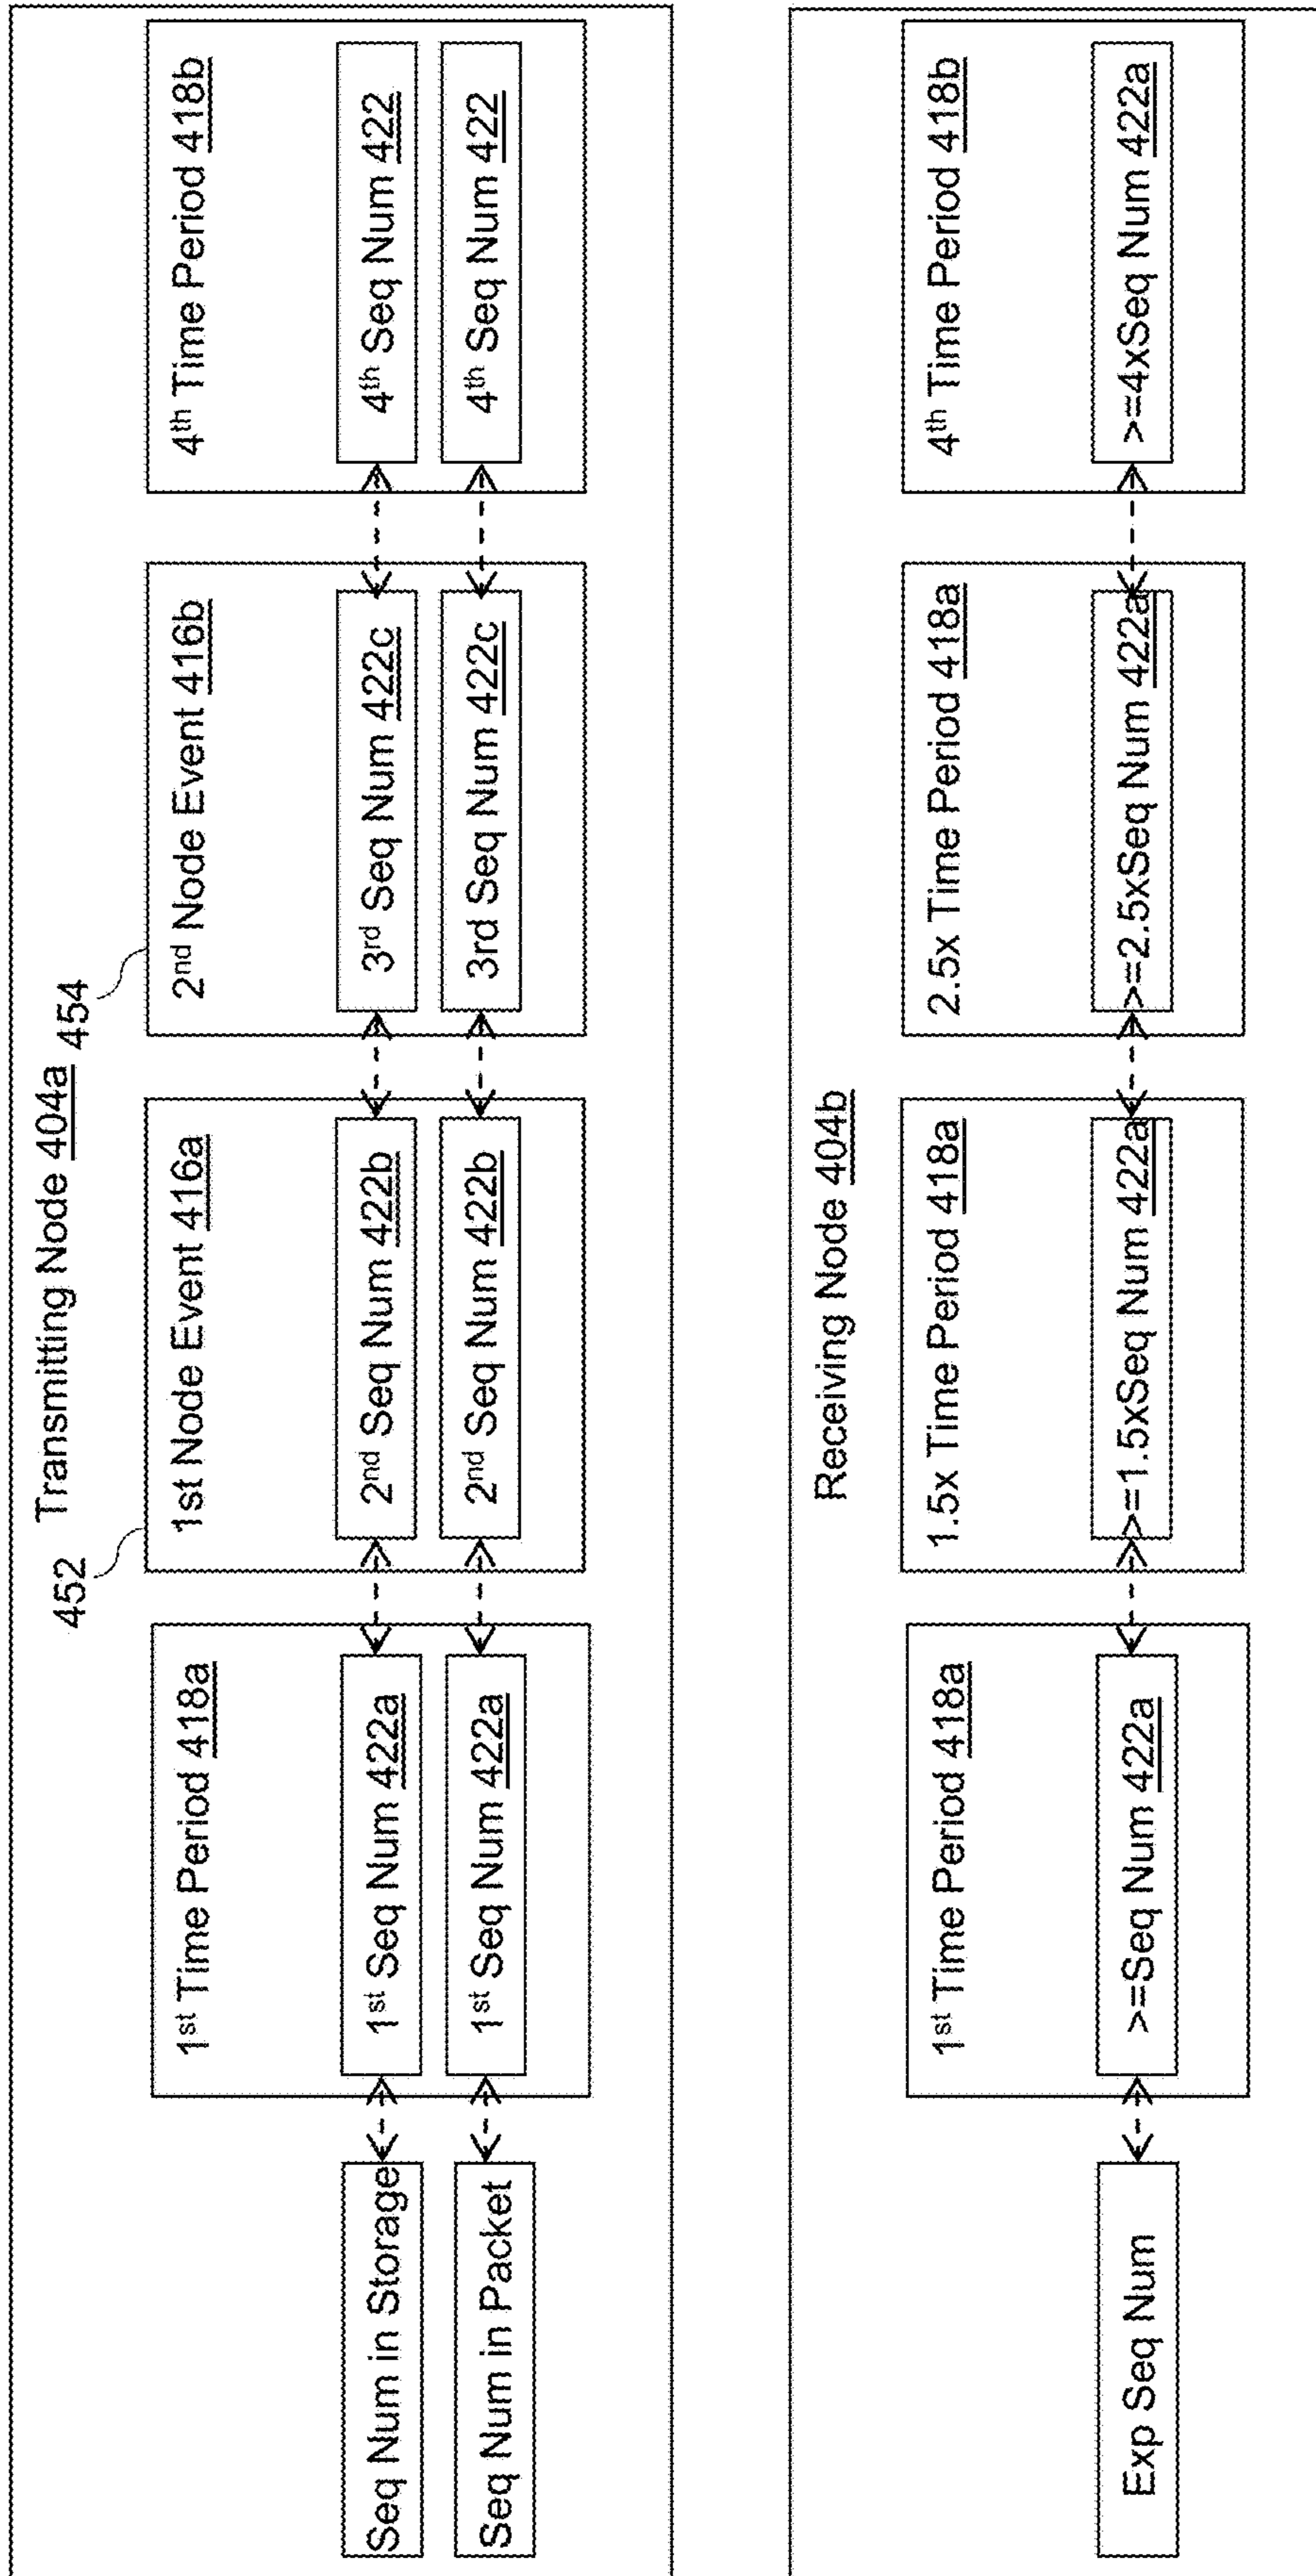 Transmitting Node 404a
452
454
1st Time Period 418a
1st Node Event 416a
2nd Node Event 416b
4th Time Period 418b
Seq Num in Storage
1st Seq Num 422a
2nd Seq Num 422b
3rd Seq Num 422c
4th Seq Num 422
Seq Num in Packet
1st Seq Num 422a
2nd Seq Num 422b
3rd Seq Num 422c
4th Seq Num 422
Receiving Node 404b
1st Time Period 418a
1.5x Time Period 418a
2.5x Time Period 418a
4th Time Period 418b
Exp Seq Num
>=Seq Num 422a
>=1.5xSeq Num 422a
>=2.5xSeq Num 422a
>=4xSeq Num 422a